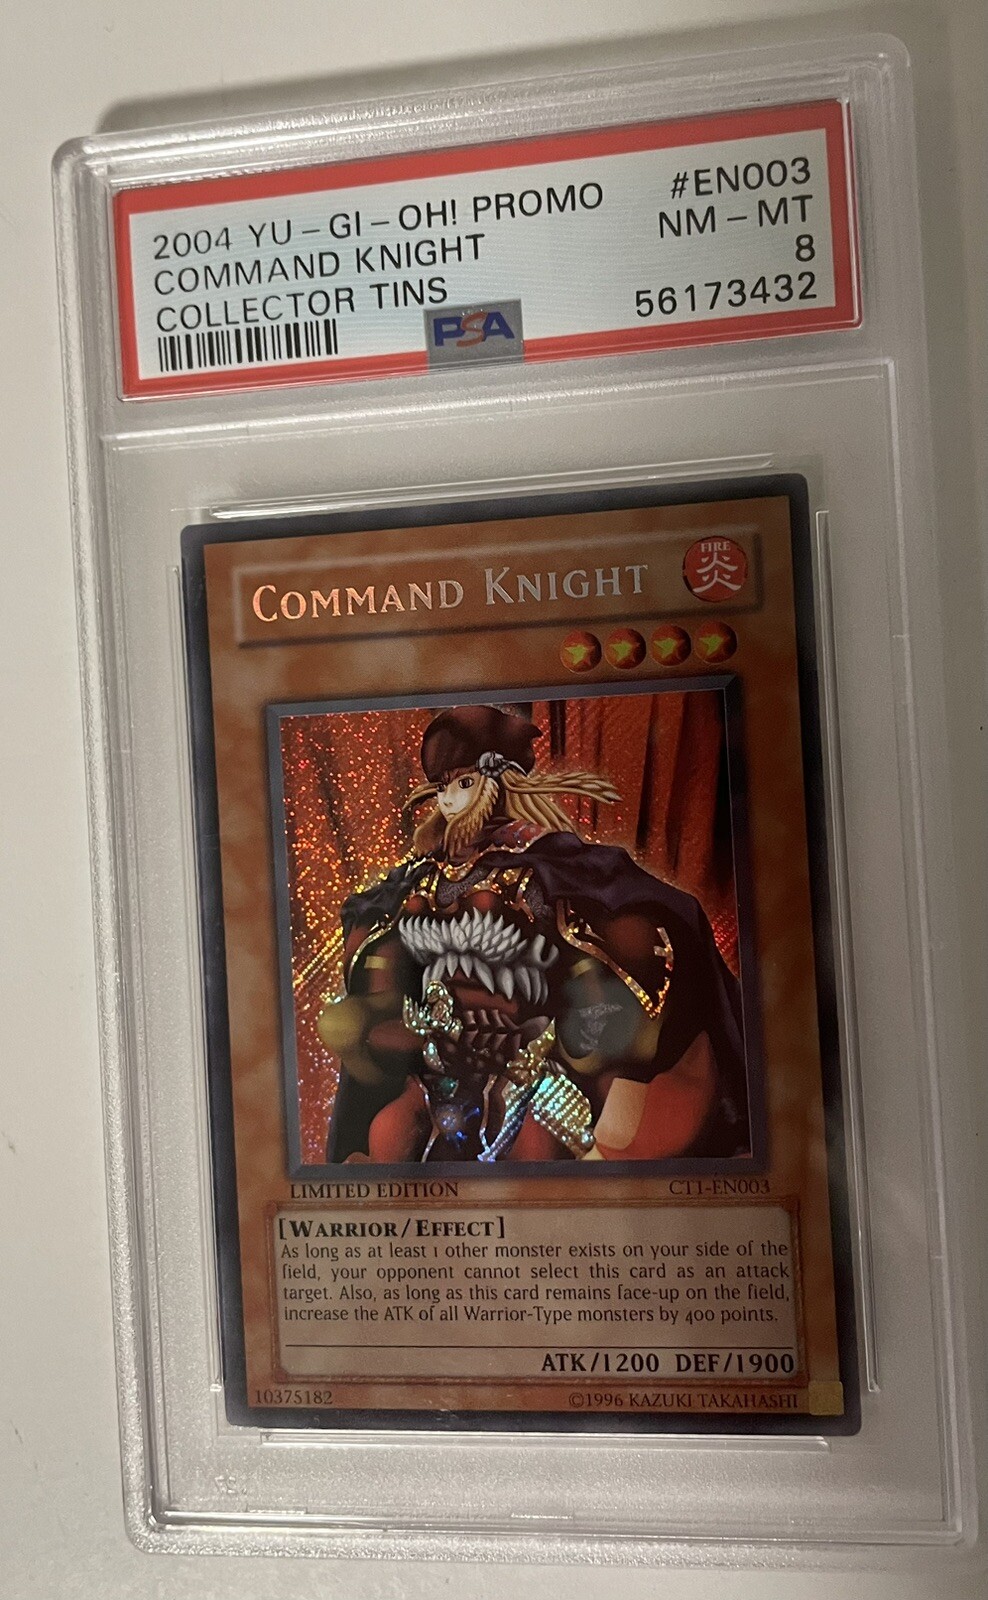 2004 YU-GI-OH! PROMO #EN003
COMMAND KNIGHT NM-MT
COLLECTOR TINS 8
PSA 56173432
COMMAND KNIGHT
FIRE
炎
LIMITED EDITION CT1-EN003
[WARRIOR/EFFECT]
As long as at least 1 other monster exists on your side of the
field, your opponent cannot select this card as an attack
target. Also, as long as this card remains face-up on the field,
increase the ATK of all Warrior-Type monsters by 400 points.
ATK/1200 DEF/1900
10375182 ©1996 KAZUKI TAKAHASHI